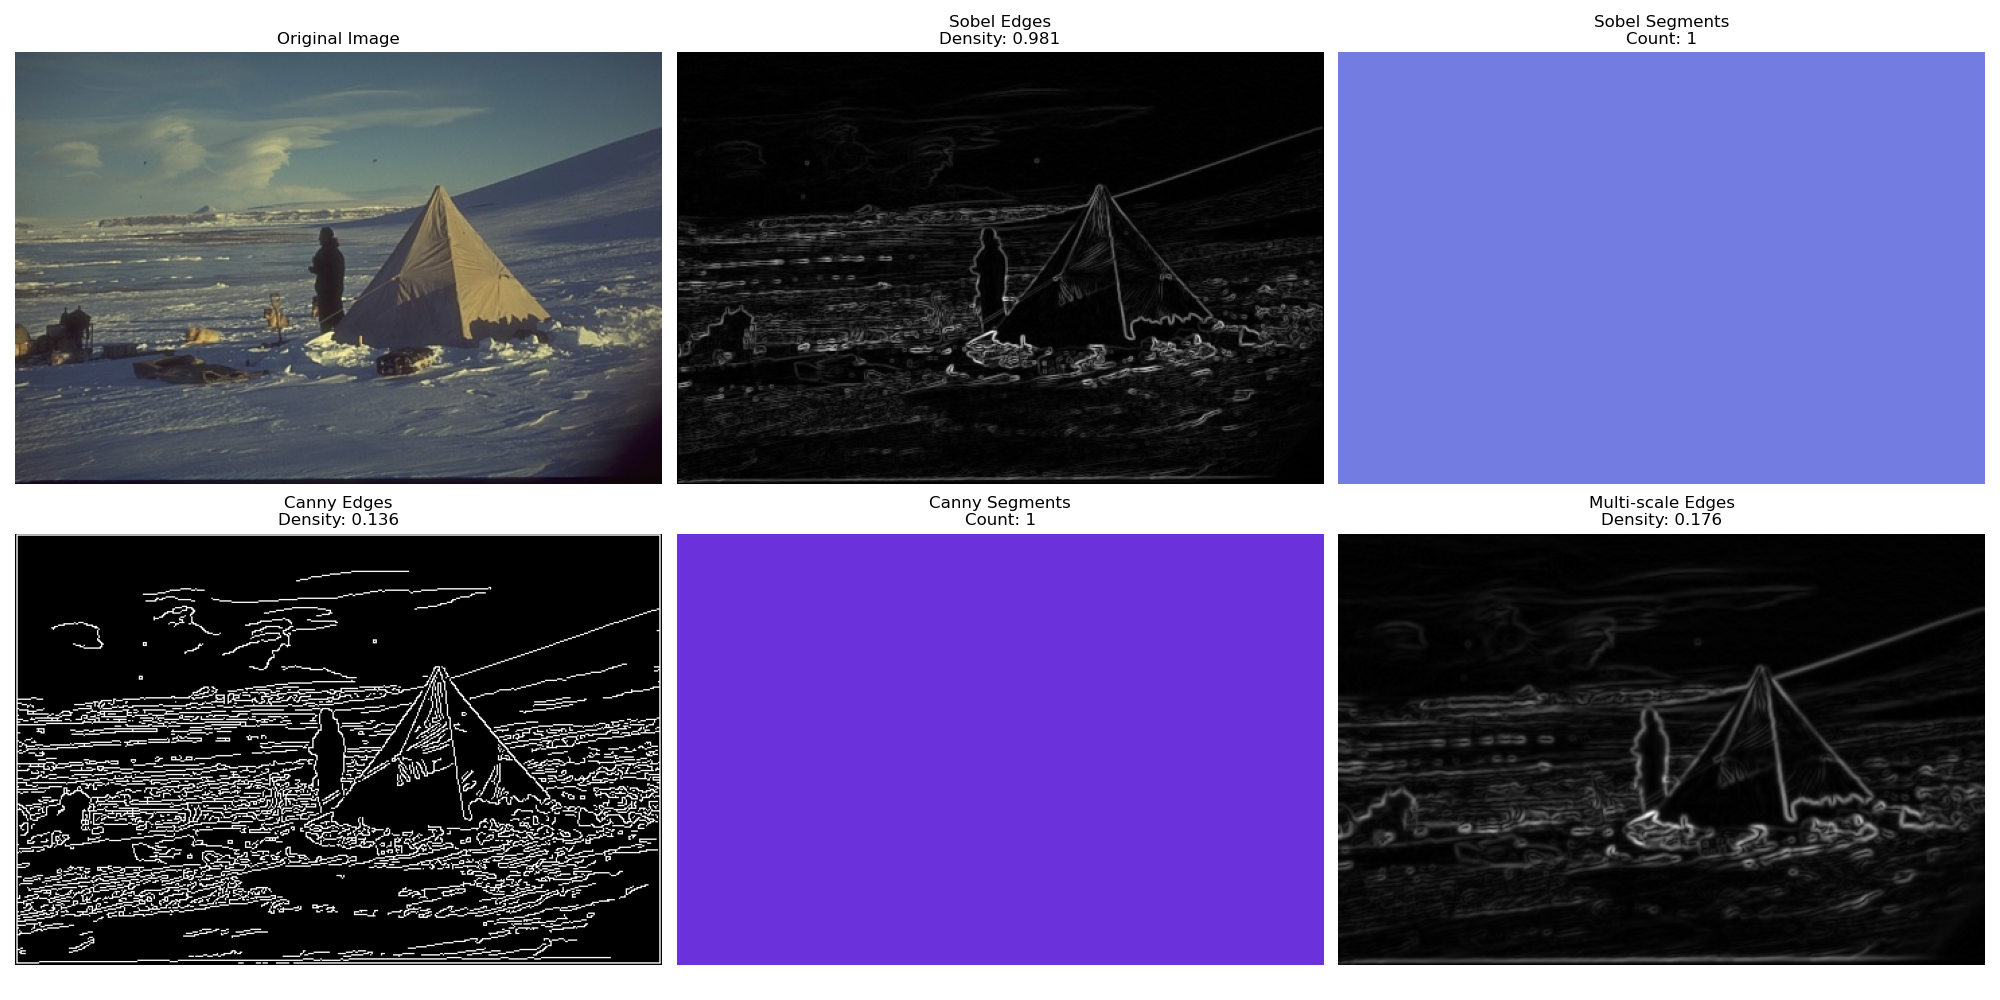 Original Image
Sobel Edges
Density: 0.981
Sobel Segments
Count: 1
Canny Edges
Density: 0.136
Canny Segments
Count: 1
Multi-scale Edges
Density: 0.176